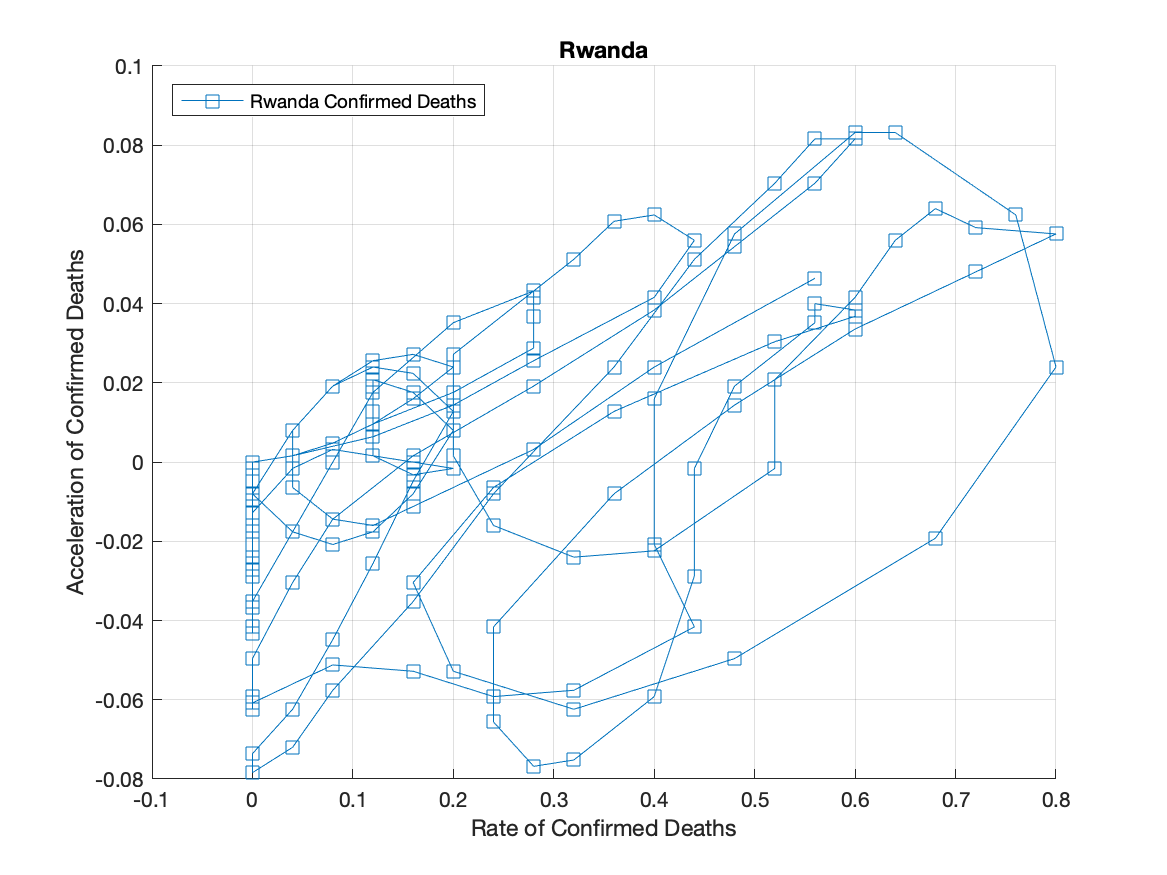 Rwanda
0.1
Rwanda Confirmed Deaths
0.08
0.06
0.04
0.02
0
-0.02
-0.04
-0.06
-0.08
Acceleration of Confirmed Deaths
-0.1 0 0.1 0.2 0.3 0.4 0.5 0.6 0.7 0.8
Rate of Confirmed Deaths